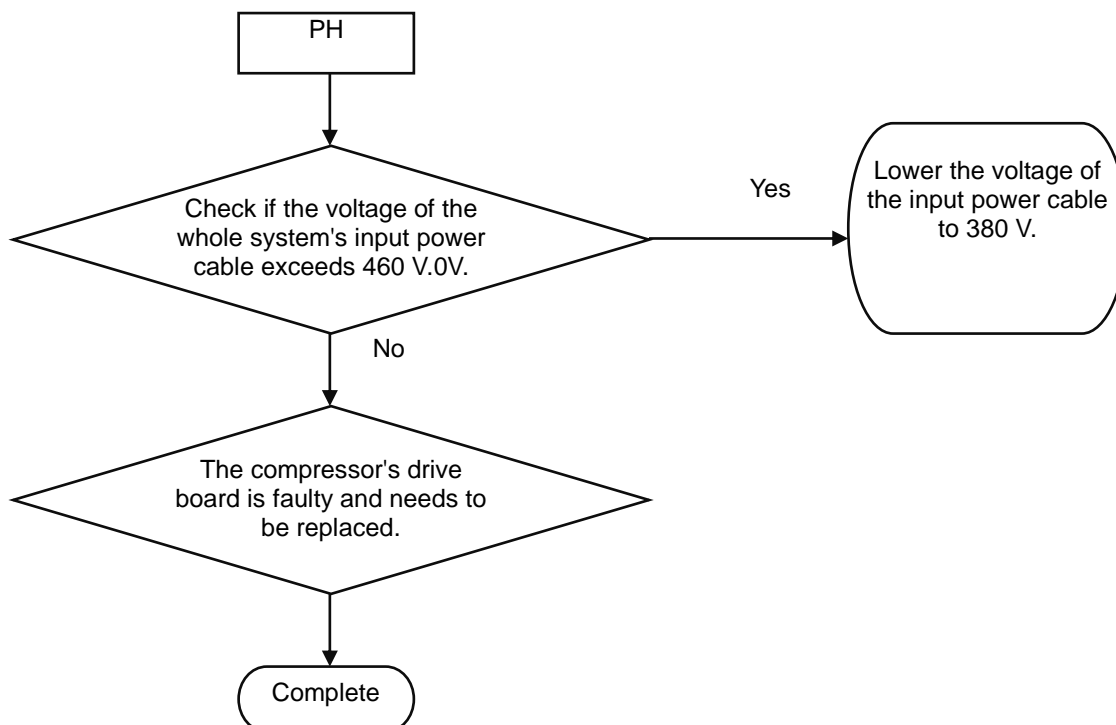 PH
Check if the voltage of the
whole system's input power
cable exceeds 460 V.0V.
Yes
Lower the voltage of
the input power cable
to 380 V.
No
The compressor's drive
board is faulty and needs to
be replaced.
Complete